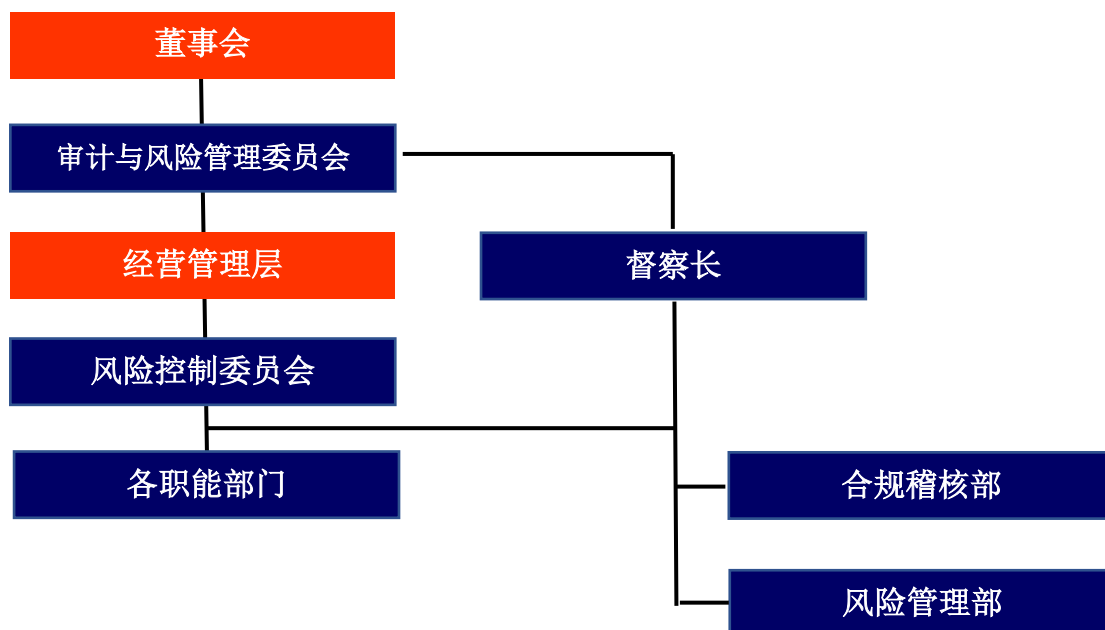 董事会
审计与风险管理委员会
经营管理层
督察长
风险控制委员会
各职能部门
合规稽核部
风险管理部